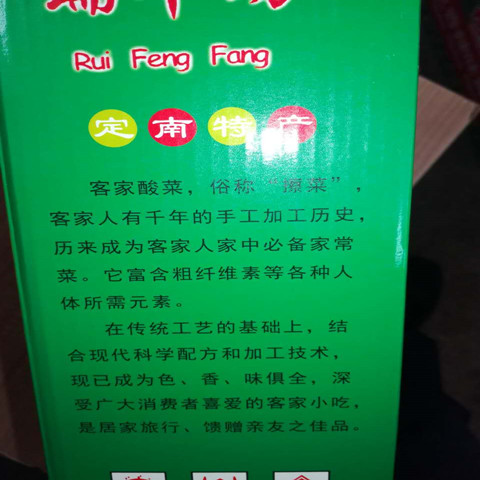 Rui Feng Fang
定南特产
客家酸菜，俗称“擦菜”，
客家人有千年的手工加工历史，
历来成为客家人家中必备家常
菜。它富含粗纤维素等各种人
体所需元素。
在传统工艺的基础上，结
合现代科学配方和加工技术，
现已成为色、香、味俱全，深
受广大消费者喜爱的客家小吃，
是居家旅行、馈赠亲友之佳品。